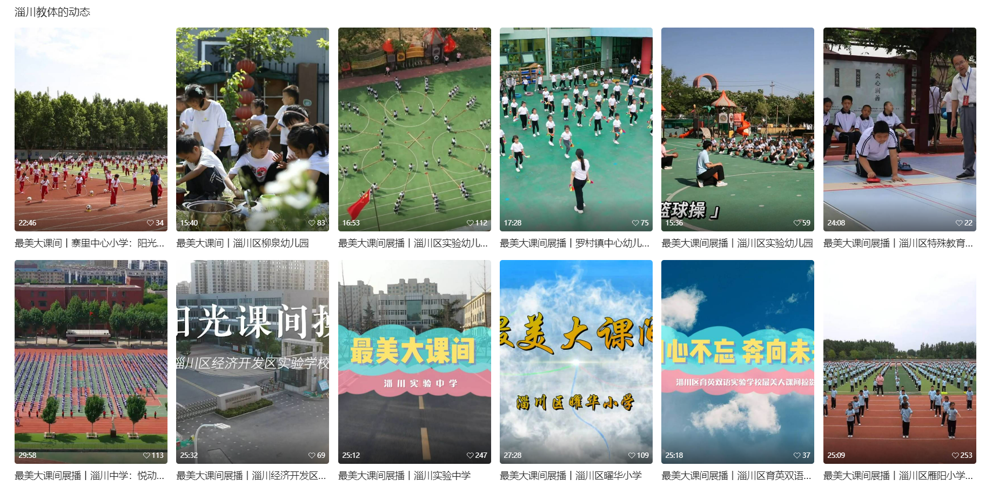 淄川教体的动态
会心润善
篮球操 」
22:46 34
15:40 83
16:53 112
17:28 75
15:36 59
24:08 22
最美大课间丨寨里中心小学：阳光...
最美大课间丨淄川区柳泉幼儿园
最美大课间展播丨淄川区实验幼儿...
最美大课间展播丨罗村镇中心幼儿...
最美大课间展播丨淄川区实验幼儿园
最美大课间展播丨淄川区特殊教育...
阳光课间操
淄川区经济开发区实验学校
最美大课间
淄川实验中学
最美大课间
淄川区曜华小学
初心不忘 奔向未来
淄川区育英双语实验学校最美大课间掠影
29:58 113
25:32 69
25:12 247
27:28 109
25:18 37
25:09 253
最美大课间展播丨淄川中学：悦动...
最美大课间展播丨淄川经济开发区...
最美大课间展播丨淄川实验中学
最美大课间展播丨淄川区曜华小学
最美大课间展播丨淄川区育英双语...
最美大课间展播丨淄川区雁阳小学...